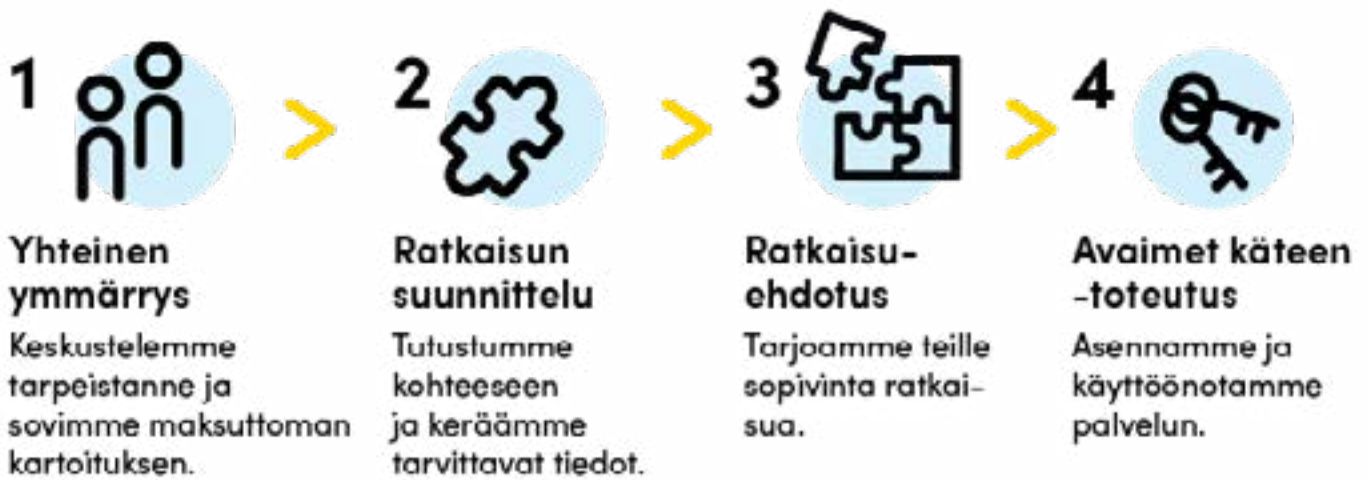 1
Yhteinen
ymmärrys
Keskustelemme
tarpeistanne ja
sovimme maksuttoman
kartoituksen.
2
Ratkaisun
suunnittelu
Tutustumme
kohteeseen
ja keräämme
tarvittavat tiedot.
3
Ratkaisu-
ehdotus
Tarjoamme teille
sopivinta ratkai-
sua.
4
Avaimet käteen
-toteutus
Asennamme ja
käyttöönotamme
palvelun.